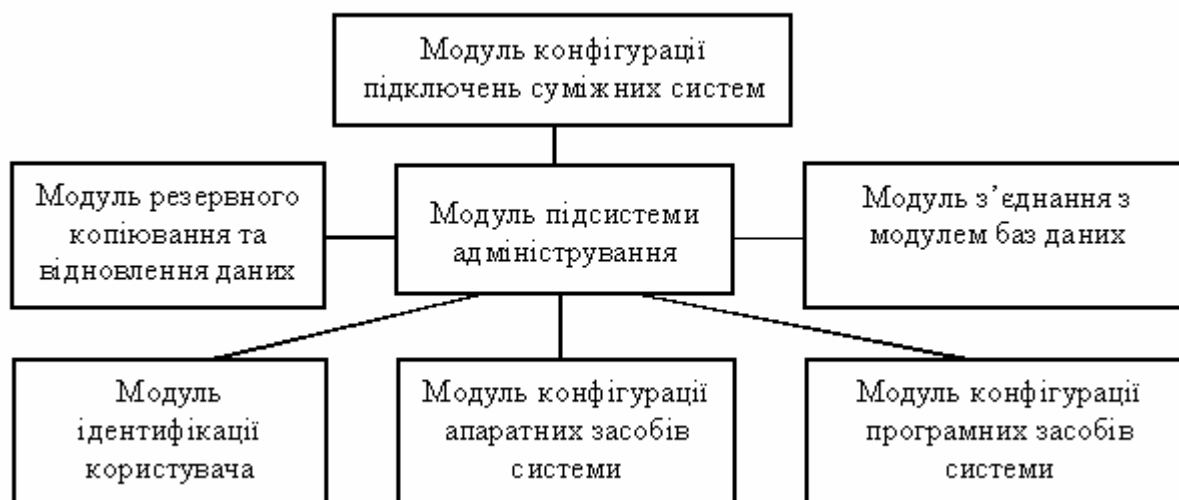 Модуль конфігурації
підключень суміжних систем
Модуль резервного
копіювання та
відновлення даних
Модуль підсистеми
адміністрування
Модуль з’єднання з
модулем баз даних
Модуль
ідентифікації
користувача
Модуль конфігурації
апаратних засобів
системи
Модуль конфігурації
програмних засобів
системи